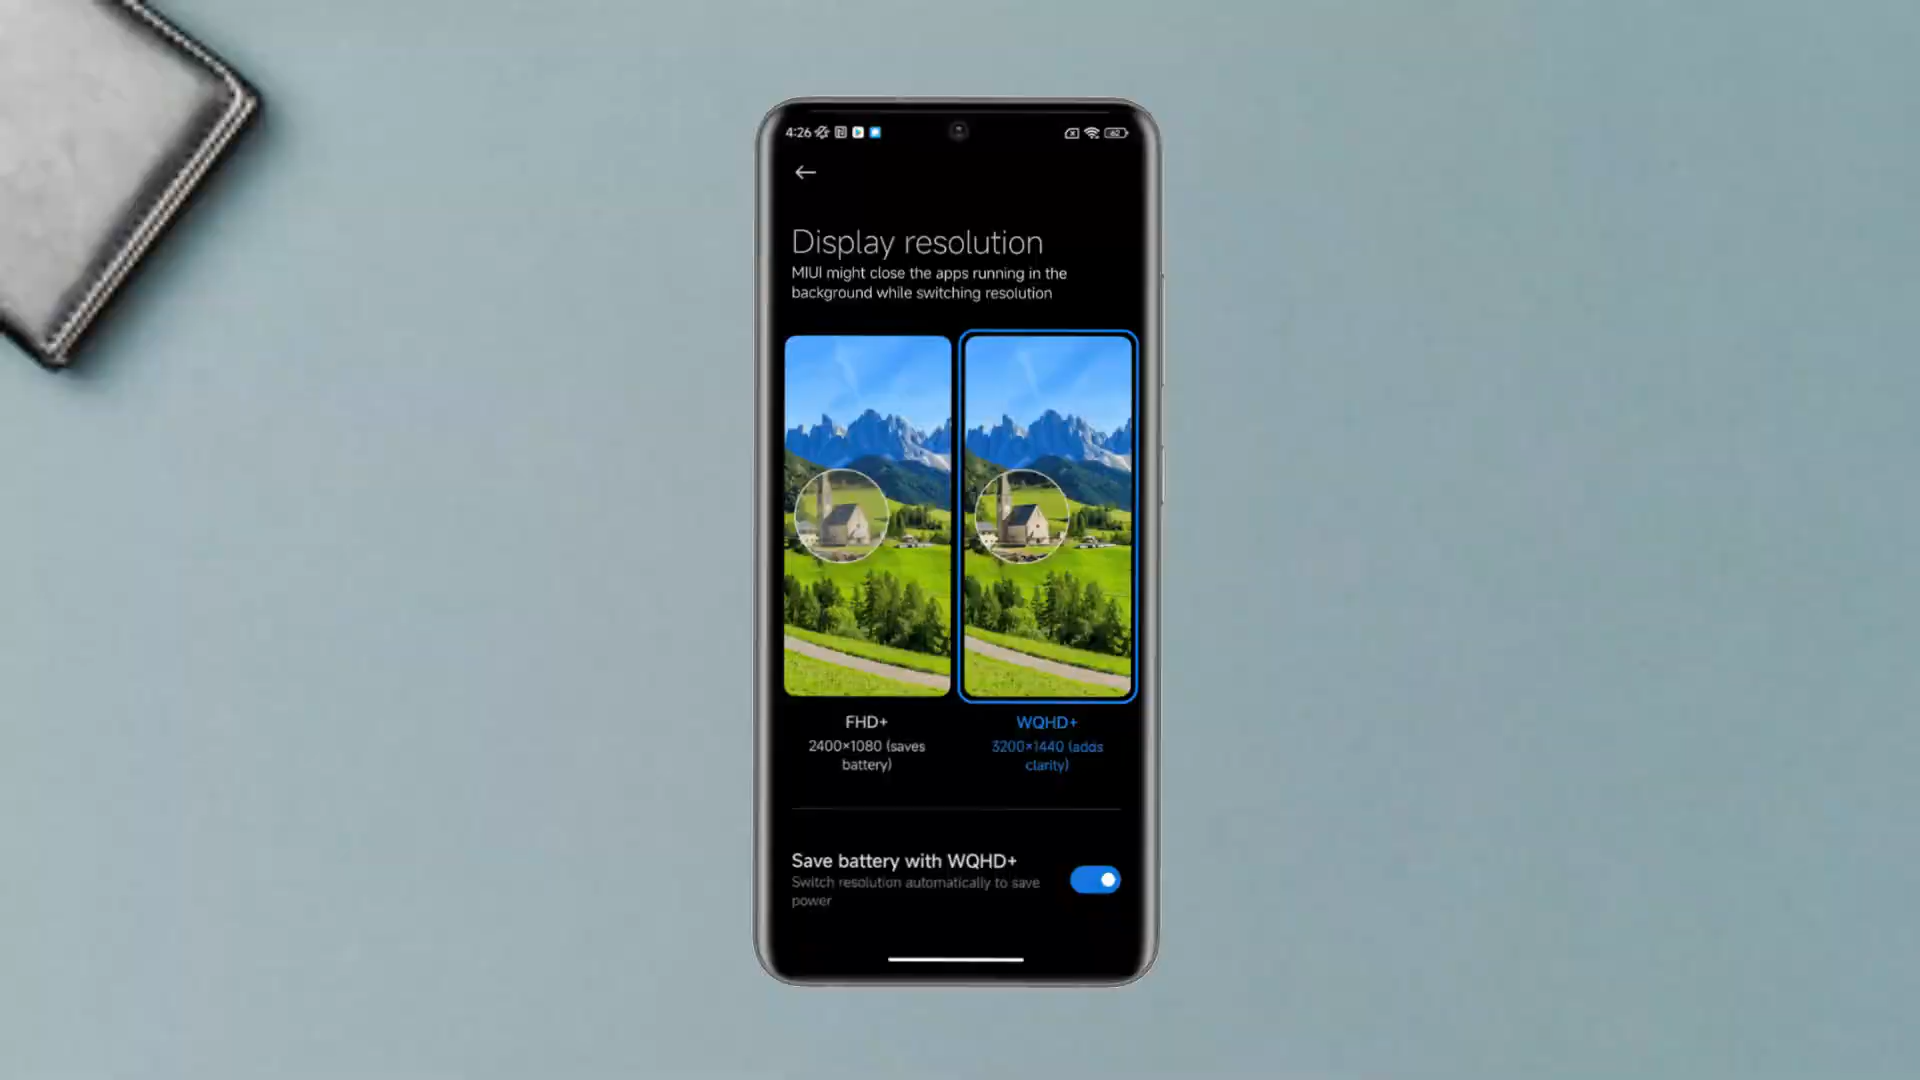 4:26
62
Display resolution
MIUI might close the apps running in the
background while switching resolution
FHD+
2400×1080 (saves
battery)
WQHD+
3200×1440 (adds
clarity)
Save battery with WQHD+
Switch resolution automatically to save
power